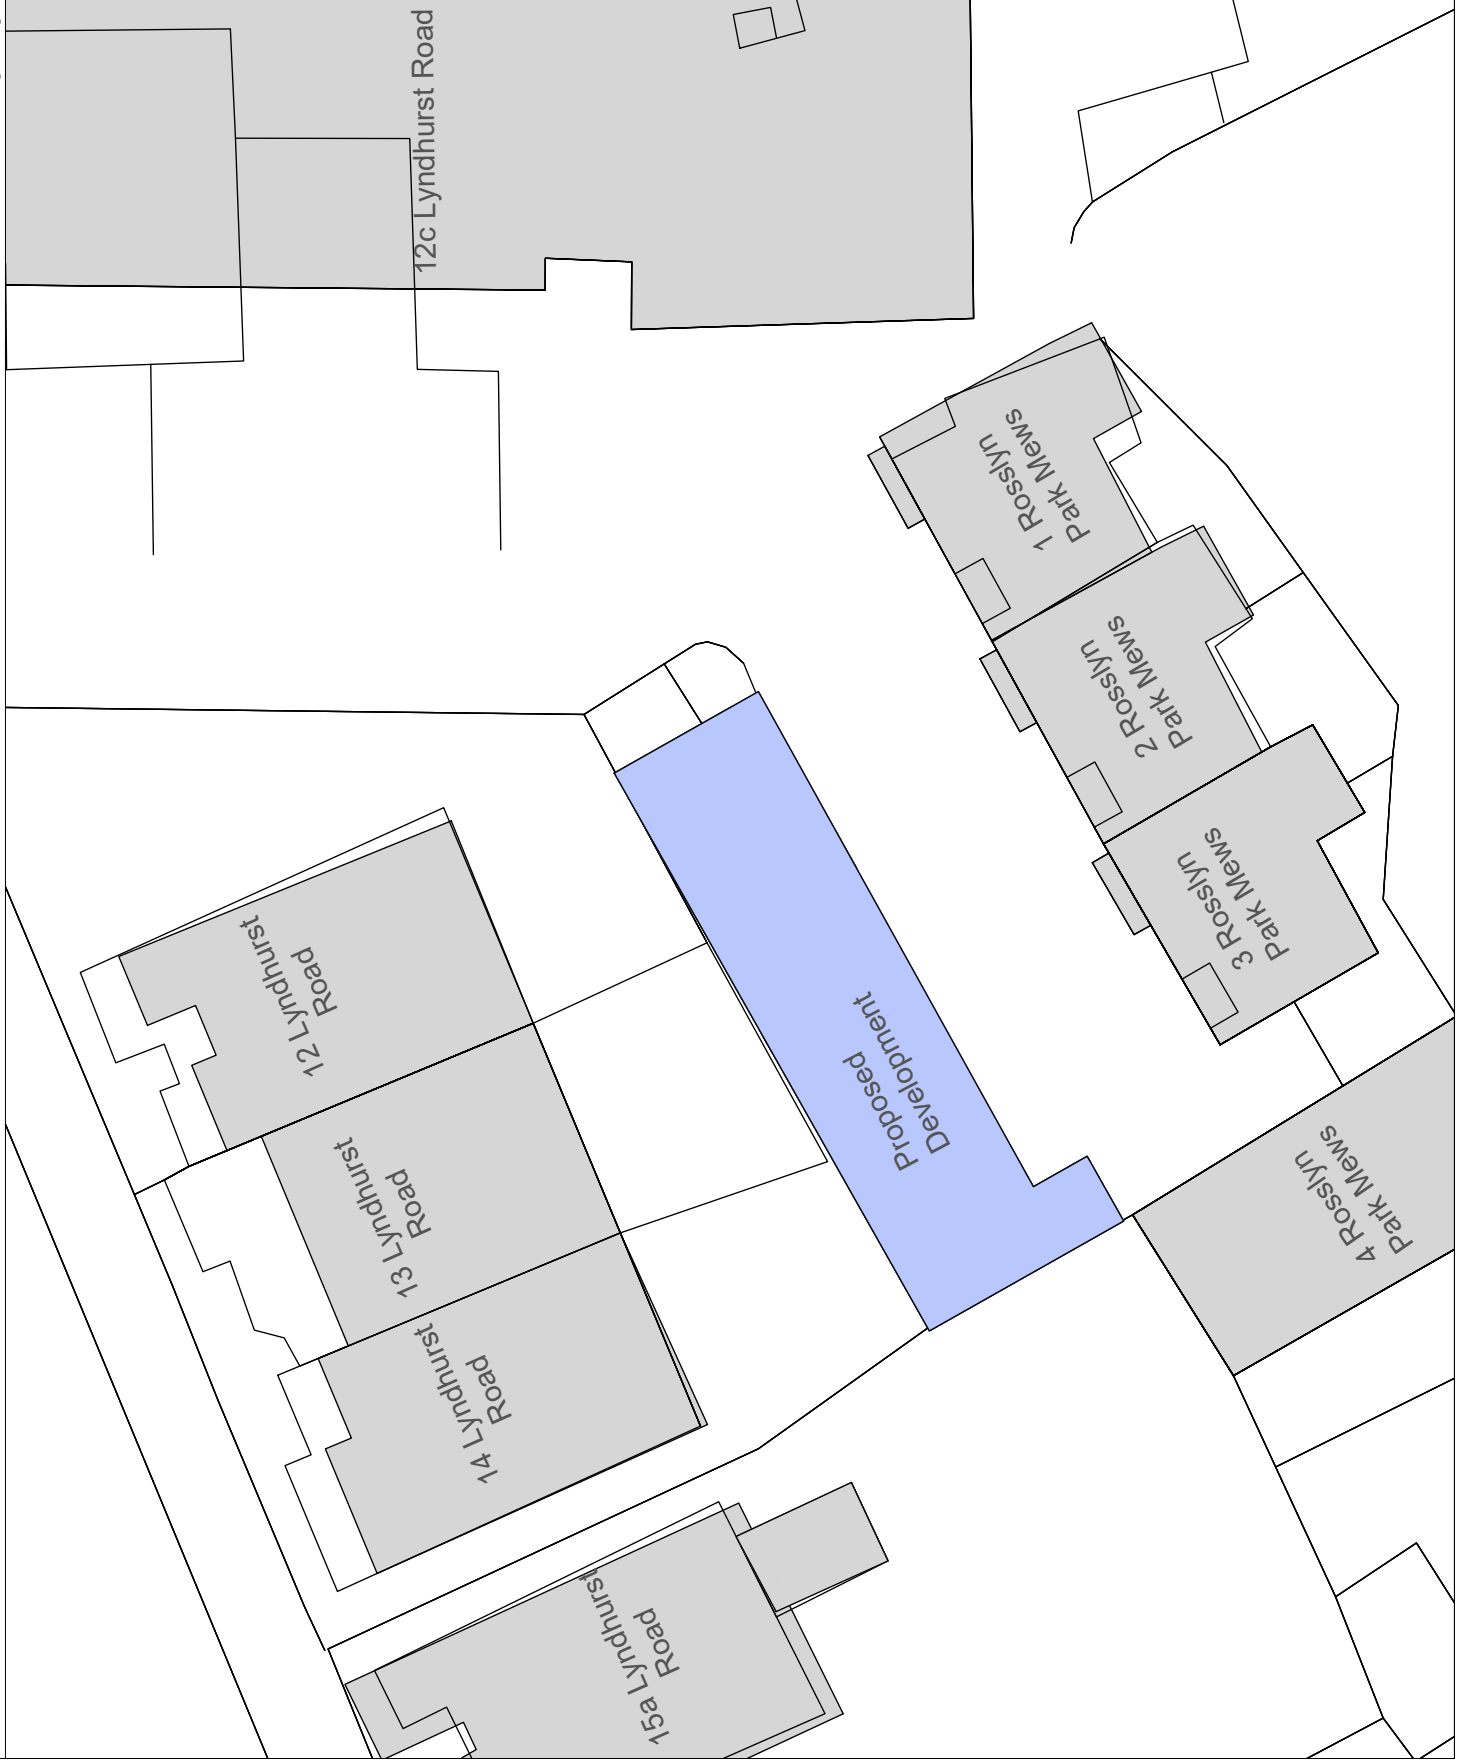 12c Lyndhurst Road
1 Rosslyn
Park Mews
2 Rosslyn
Park Mews
3 Rosslyn
Park Mews
12 Lyndhurst
Road
Proposed
Development
13 Lyndhurst
Road
4 Rosslyn
Park Mews
14 Lyndhurst
Road
15a Lyndhurst
Road